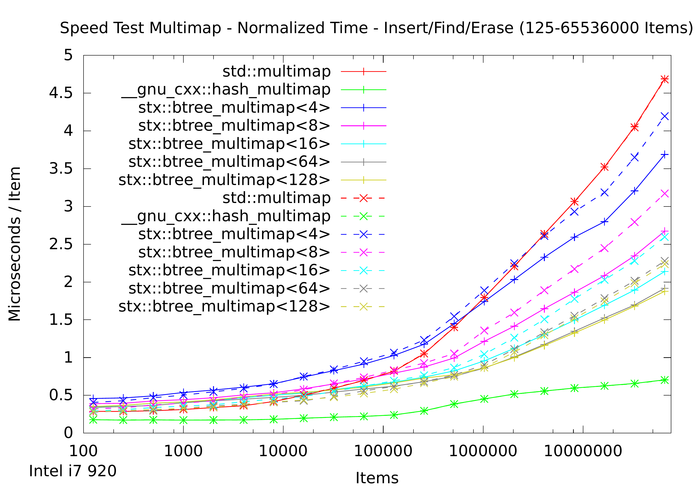 Speed Test Multimap - Normalized Time - Insert/Find/Erase (125-65536000 Items)
5
4.5
4
3.5
3
2.5
2
1.5
1
0.5
0
Microseconds / Item
std::multimap
__gnu_cxx::hash_multimap
stx::btree_multimap<4>
stx::btree_multimap<8>
stx::btree_multimap<16>
stx::btree_multimap<64>
stx::btree_multimap<128>
std::multimap
__gnu_cxx::hash_multimap
stx::btree_multimap<4>
stx::btree_multimap<8>
stx::btree_multimap<16>
stx::btree_multimap<64>
stx::btree_multimap<128>
100 1000 10000 100000 1000000 10000000
Items
Intel i7 920